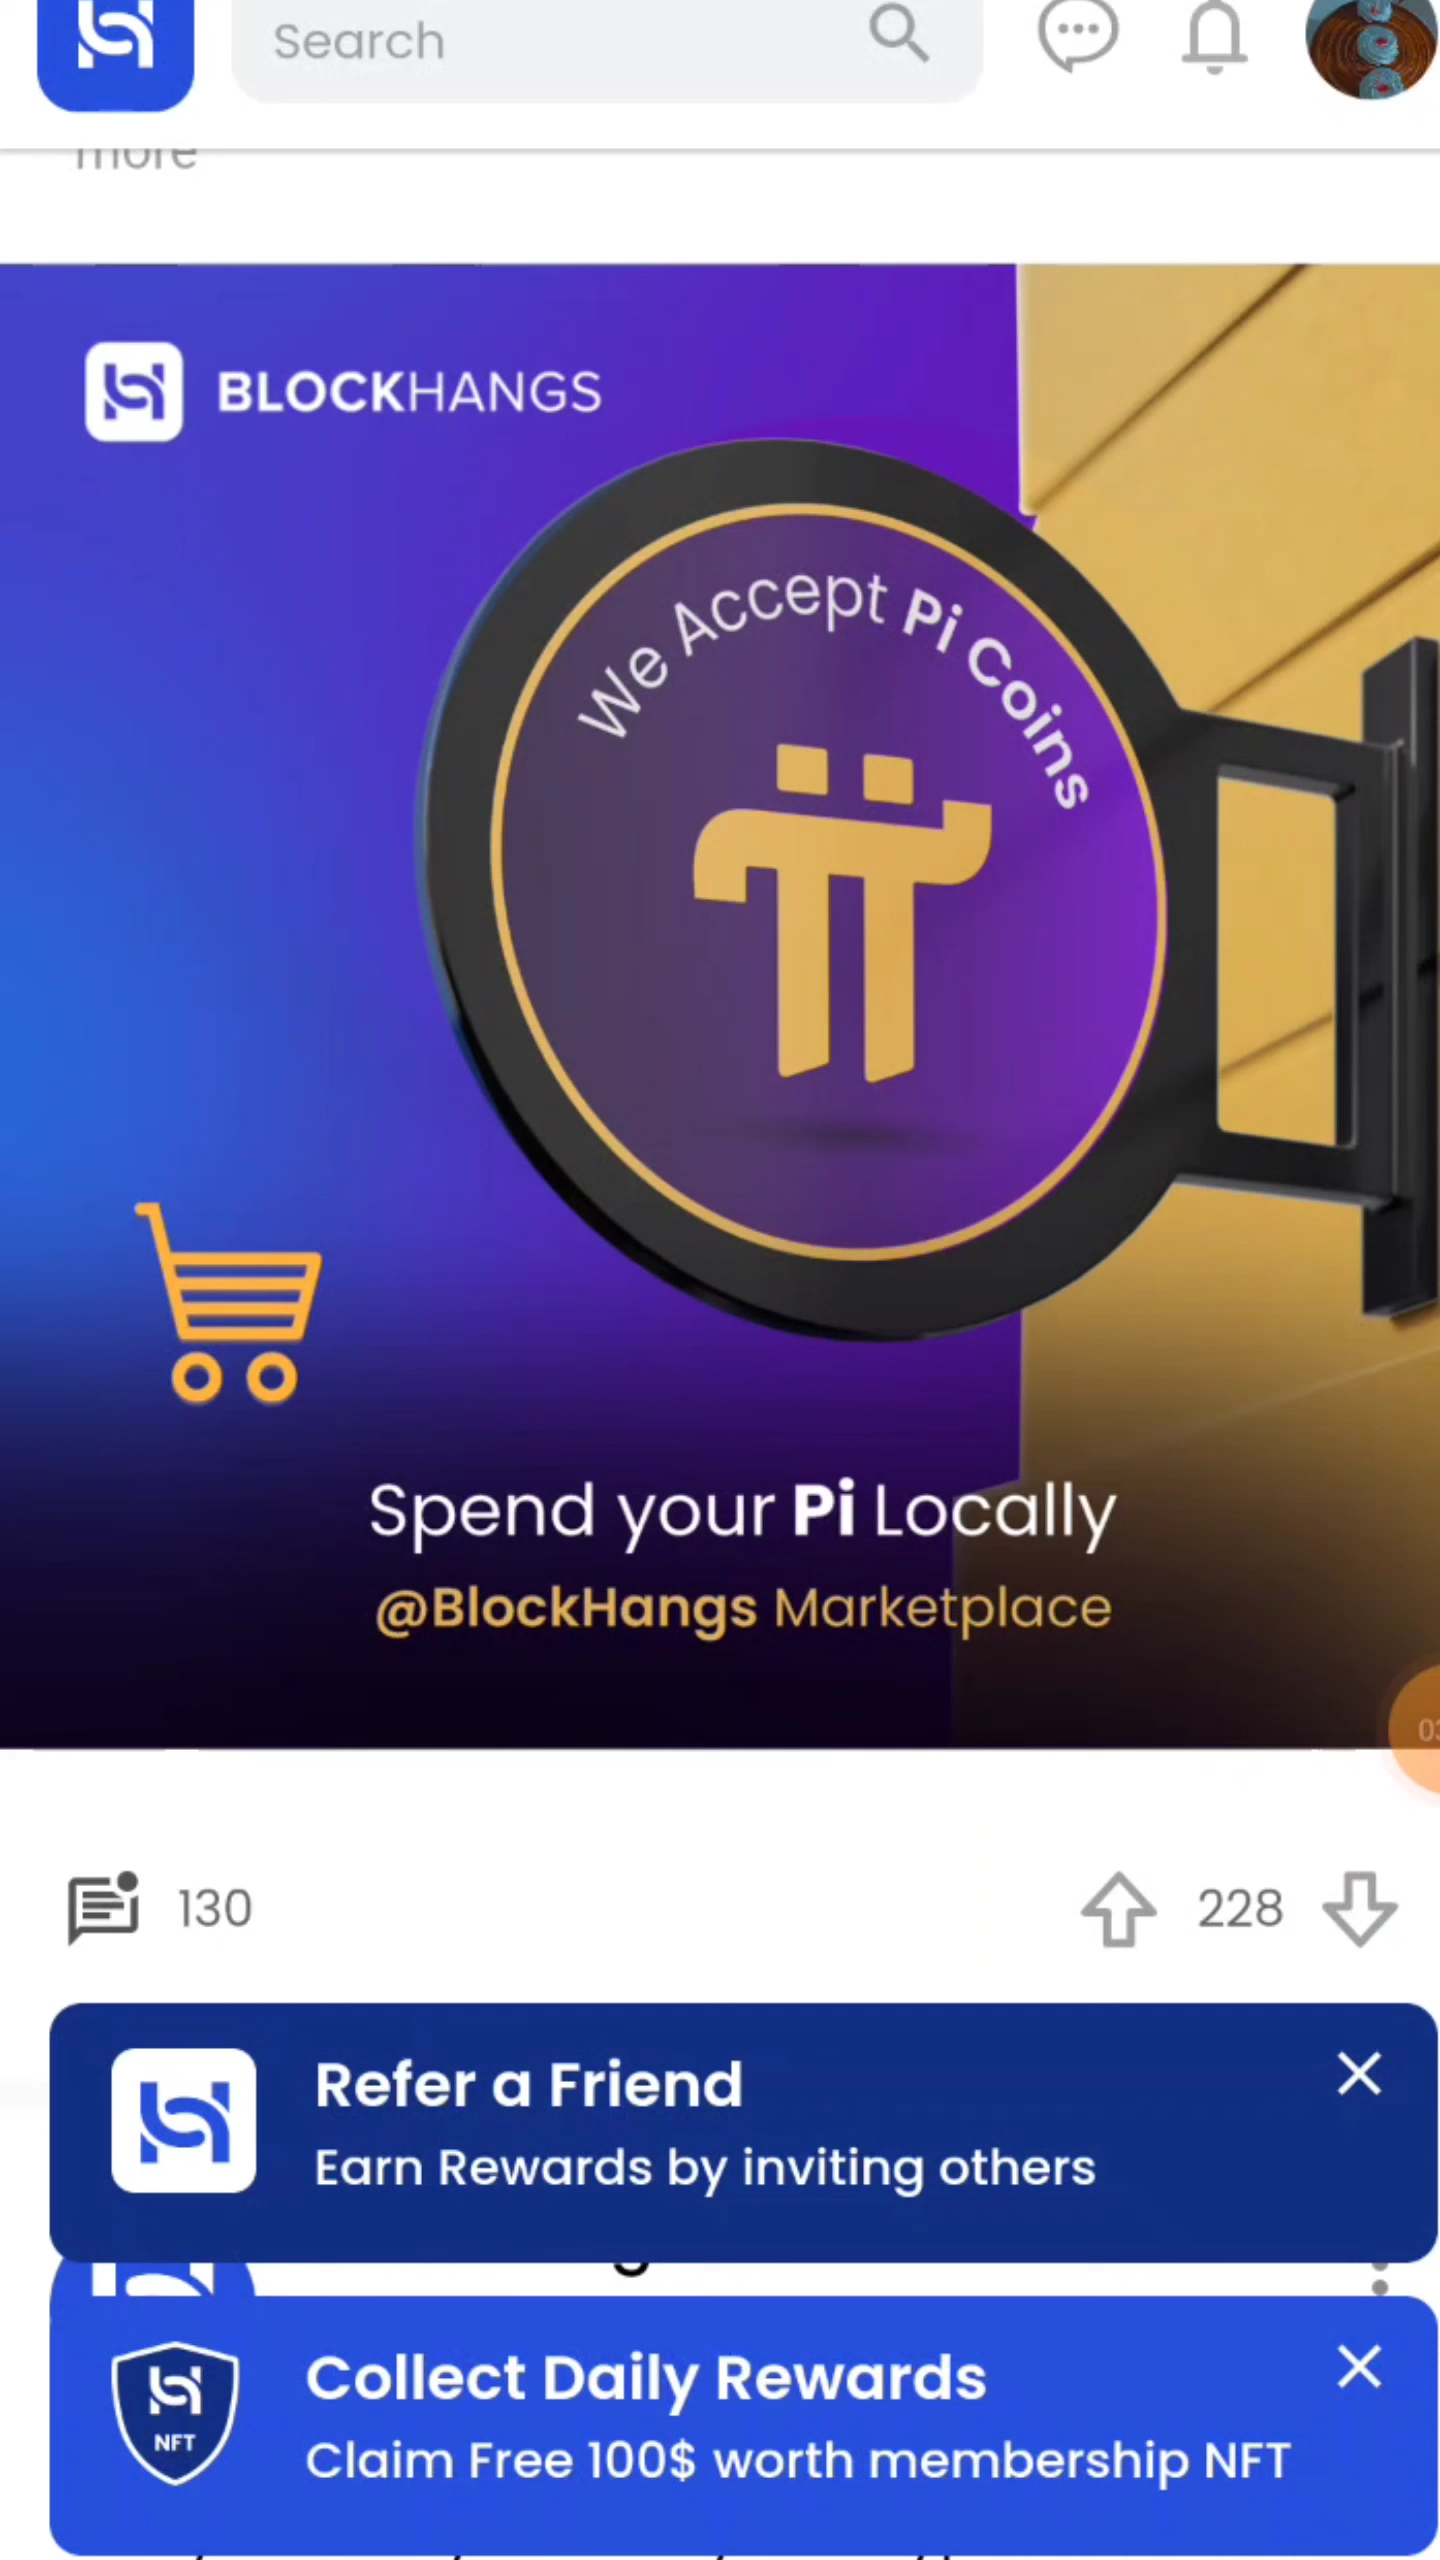 Search
more
BLOCKHANGS
We Accept Pi Coins
Spend your Pi Locally
@BlockHangs Marketplace
130
228
Refer a Friend
Earn Rewards by inviting others
Collect Daily Rewards
NFT
Claim Free 100$ worth membership NFT